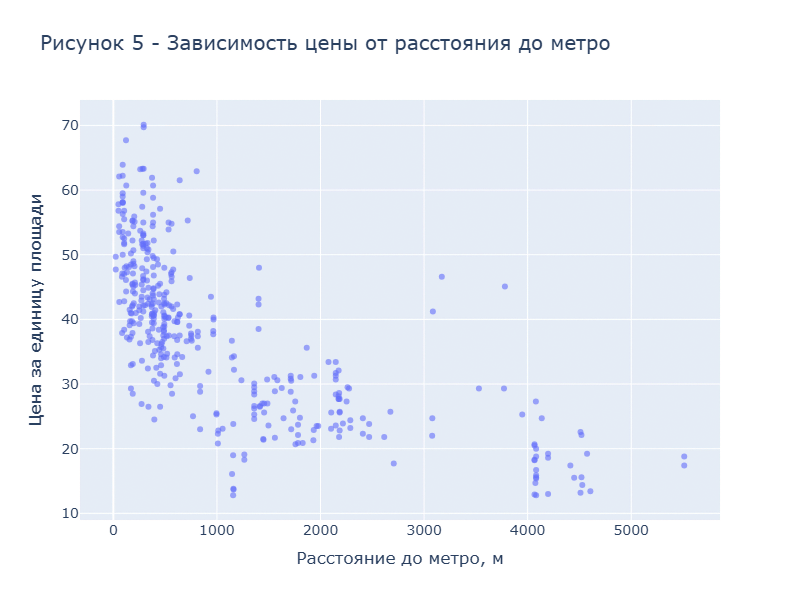 Рисунок 5 - Зависимость цены от расстояния до метро
70
60
50
40
30
20
10
Цена за единицу площади
0 1000 2000 3000 4000 5000
Расстояние до метро, м